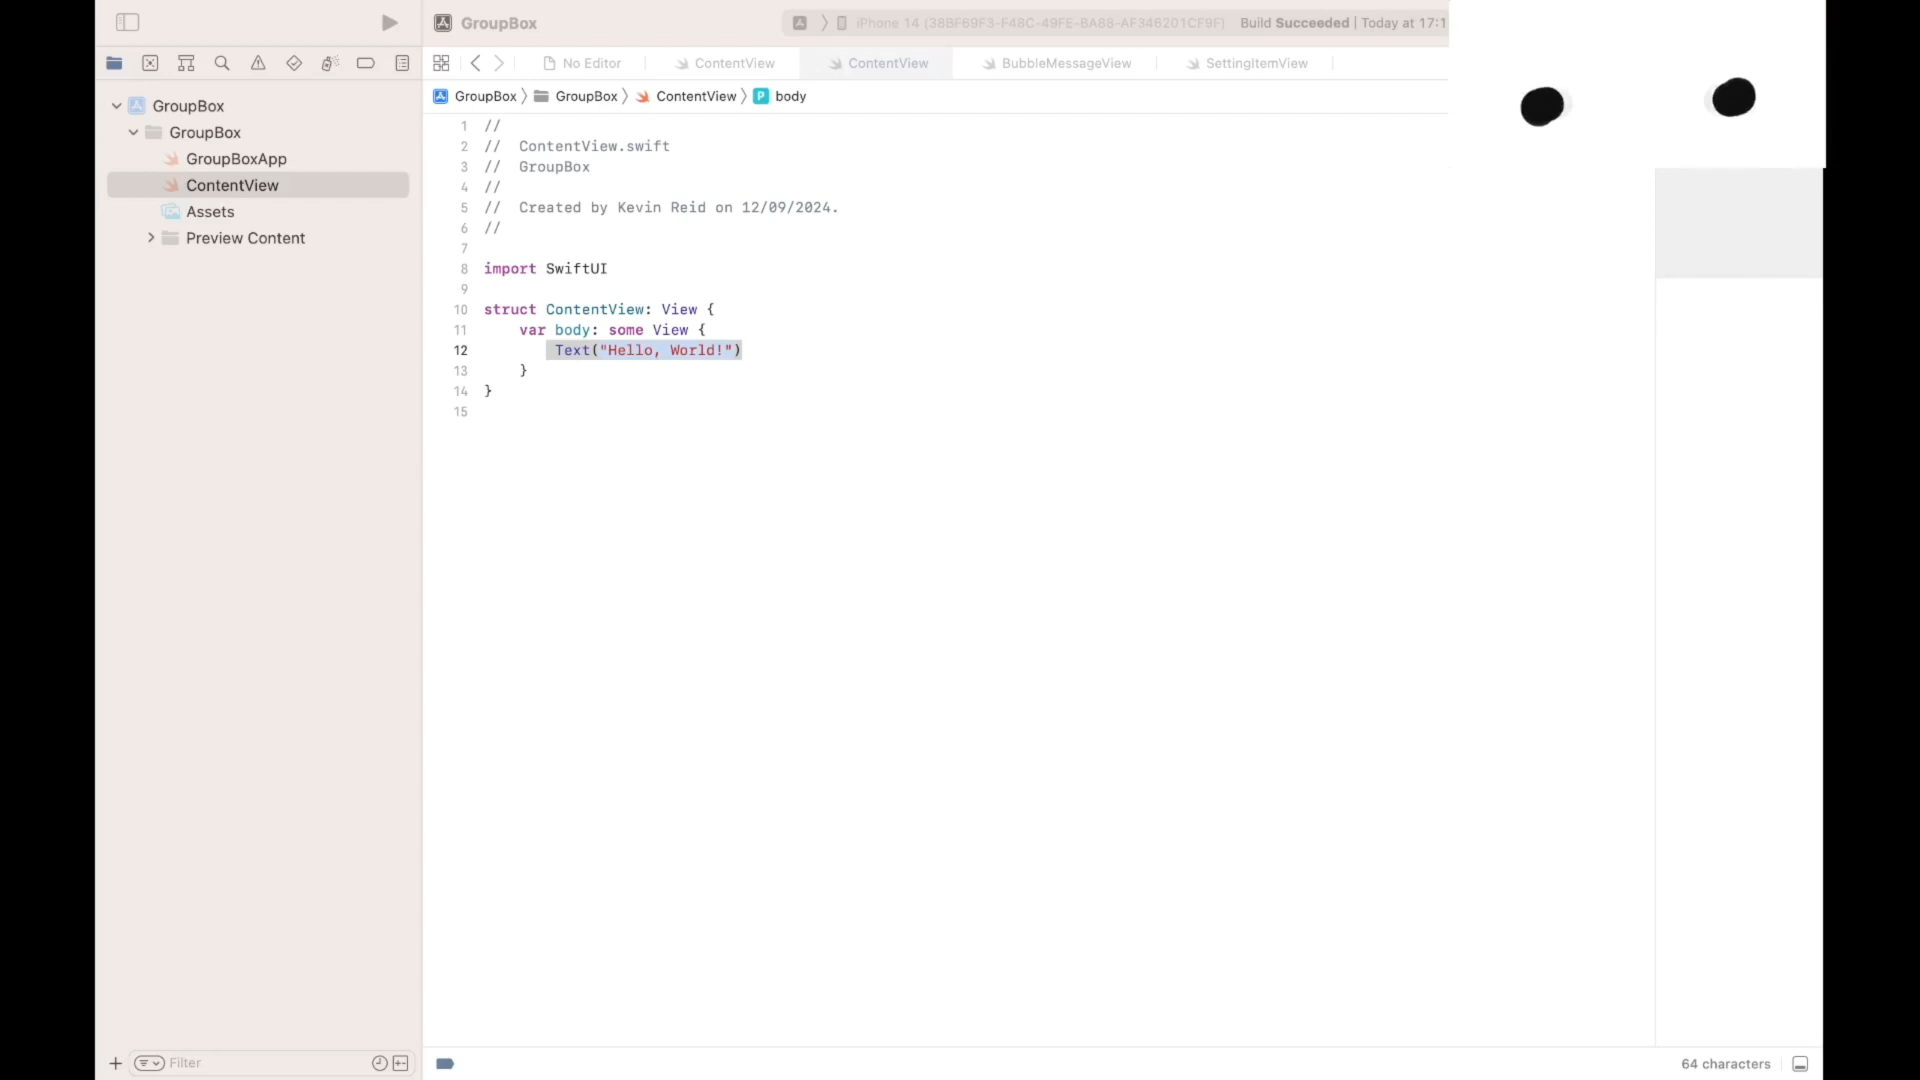 GroupBox
iPhone 14 (38BF69F3-F48C-49FE-BA88-AF346201CF9F) Build Succeeded | Today at 17:1
No Editor ContentView ContentView BubbleMessageView SettingItemView
GroupBox 〉 GroupBox 〉 ContentView 〉 P body
GroupBox
GroupBox
GroupBoxApp
ContentView
Assets
Preview Content
1 //
2 //  ContentView.swift
3 //  GroupBox
4 //
5 //  Created by Kevin Reid on 12/09/2024.
6 //
7
8 import SwiftUI
9
10 struct ContentView: View {
11     var body: some View {
12         Text("Hello, World!")
13     }
14 }
15
Filter
64 characters